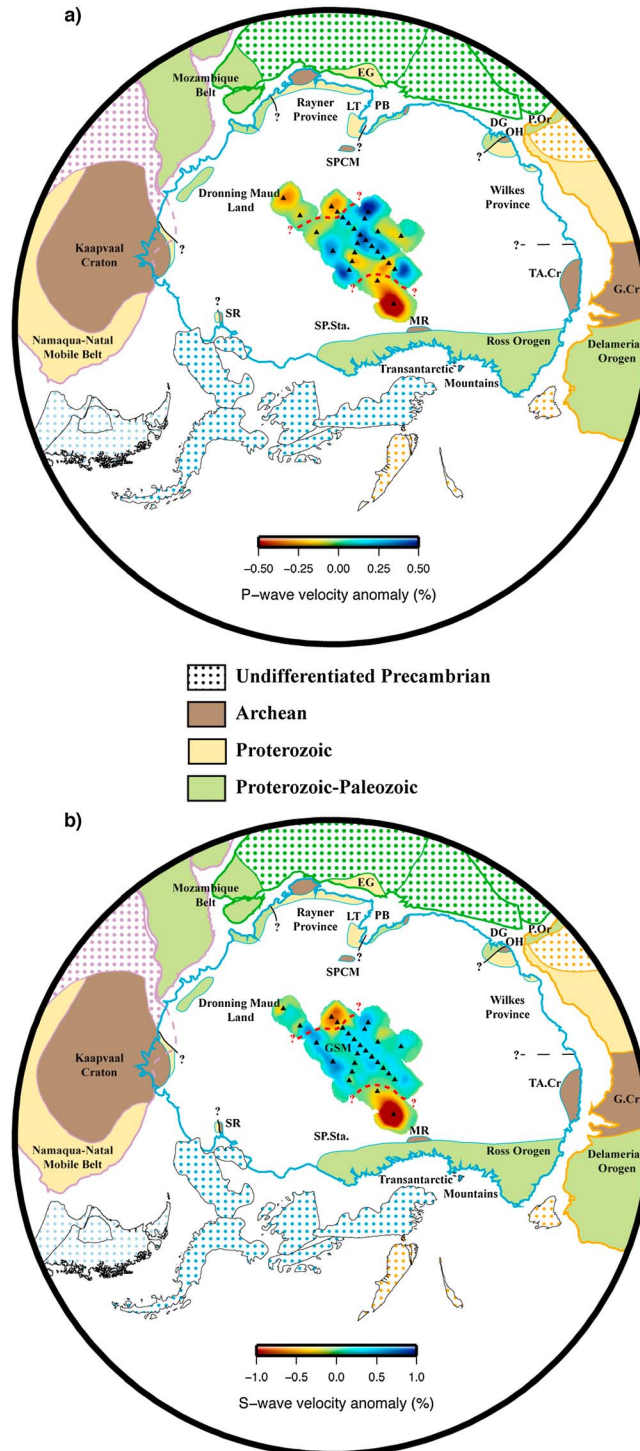 a)
Mozambique
Belt
EG
Rayner
Province
LT
PB
?
?
SPCM
DG
OH
P.Or
?
Dronning Maud
Land
Wilkes
Province
?
?
?
?
Kaapvaal
Craton
?
?
TA.Cr
G.Cr
Namaqua-Natal
Mobile Belt
?
SR
SP.Sta.
MR
Ross Orogen
Delameria
Orogen
Transantarctic
Mountains
−0.50 −0.25 0.00 0.25 0.50
P−wave velocity anomaly (%)
Undifferentiated Precambrian
Archean
Proterozoic
Proterozoic-Paleozoic
b)
Mozambique
Belt
EG
Rayner
Province
LT
PB
?
?
SPCM
DG
OH
P.Or
?
Dronning Maud
Land
Wilkes
Province
?
?
GSM
?
?
Kaapvaal
Craton
?
?
TA.Cr
G.Cr
Namaqua-Natal
Mobile Belt
?
SR
SP.Sta.
MR
Ross Orogen
Delameria
Orogen
Transantarctic
Mountains
−1.0 −0.5 0.0 0.5 1.0
S−wave velocity anomaly (%)